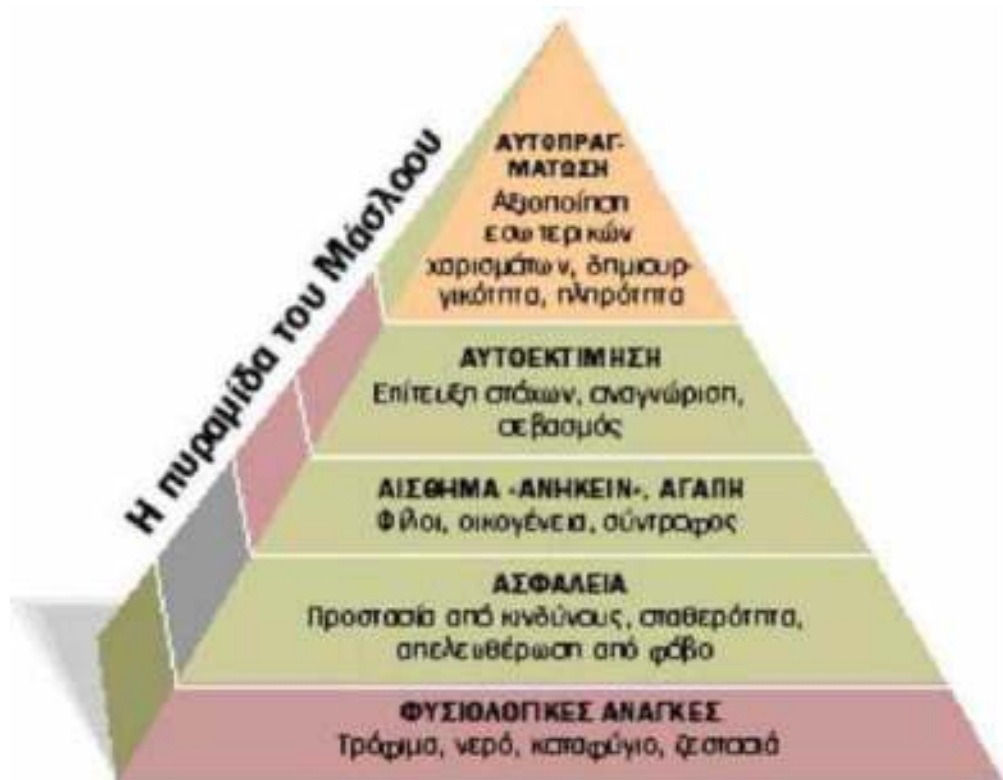 Η πυραμίδα του Μάσλοου
ΑΥΤΟΠΡΑΓ-
ΜΑΤΩΣΗ
Αξιοποίηση
εσωτερικών
χαρισμάτων, δημιουρ-
γικότητα, πληρότητα
ΑΥΤΟΕΚΤΙΜΗΣΗ
Επίτευξη στόχων, αναγνώριση,
σεβασμός
ΑΙΣΘΗΜΑ «ΑΝΗΚΕΙΝ», ΑΓΑΠΗ
Φίλοι, οικογένεια, σύντροφος
ΑΣΦΑΛΕΙΑ
Προστασία από κινδύνους, σταθερότητα,
απελευθέρωση από φόβο
ΦΥΣΙΟΛΟΓΙΚΕΣ ΑΝΑΓΚΕΣ
Τρόφιμα, νερό, καταφύγιο, ζεστασιά